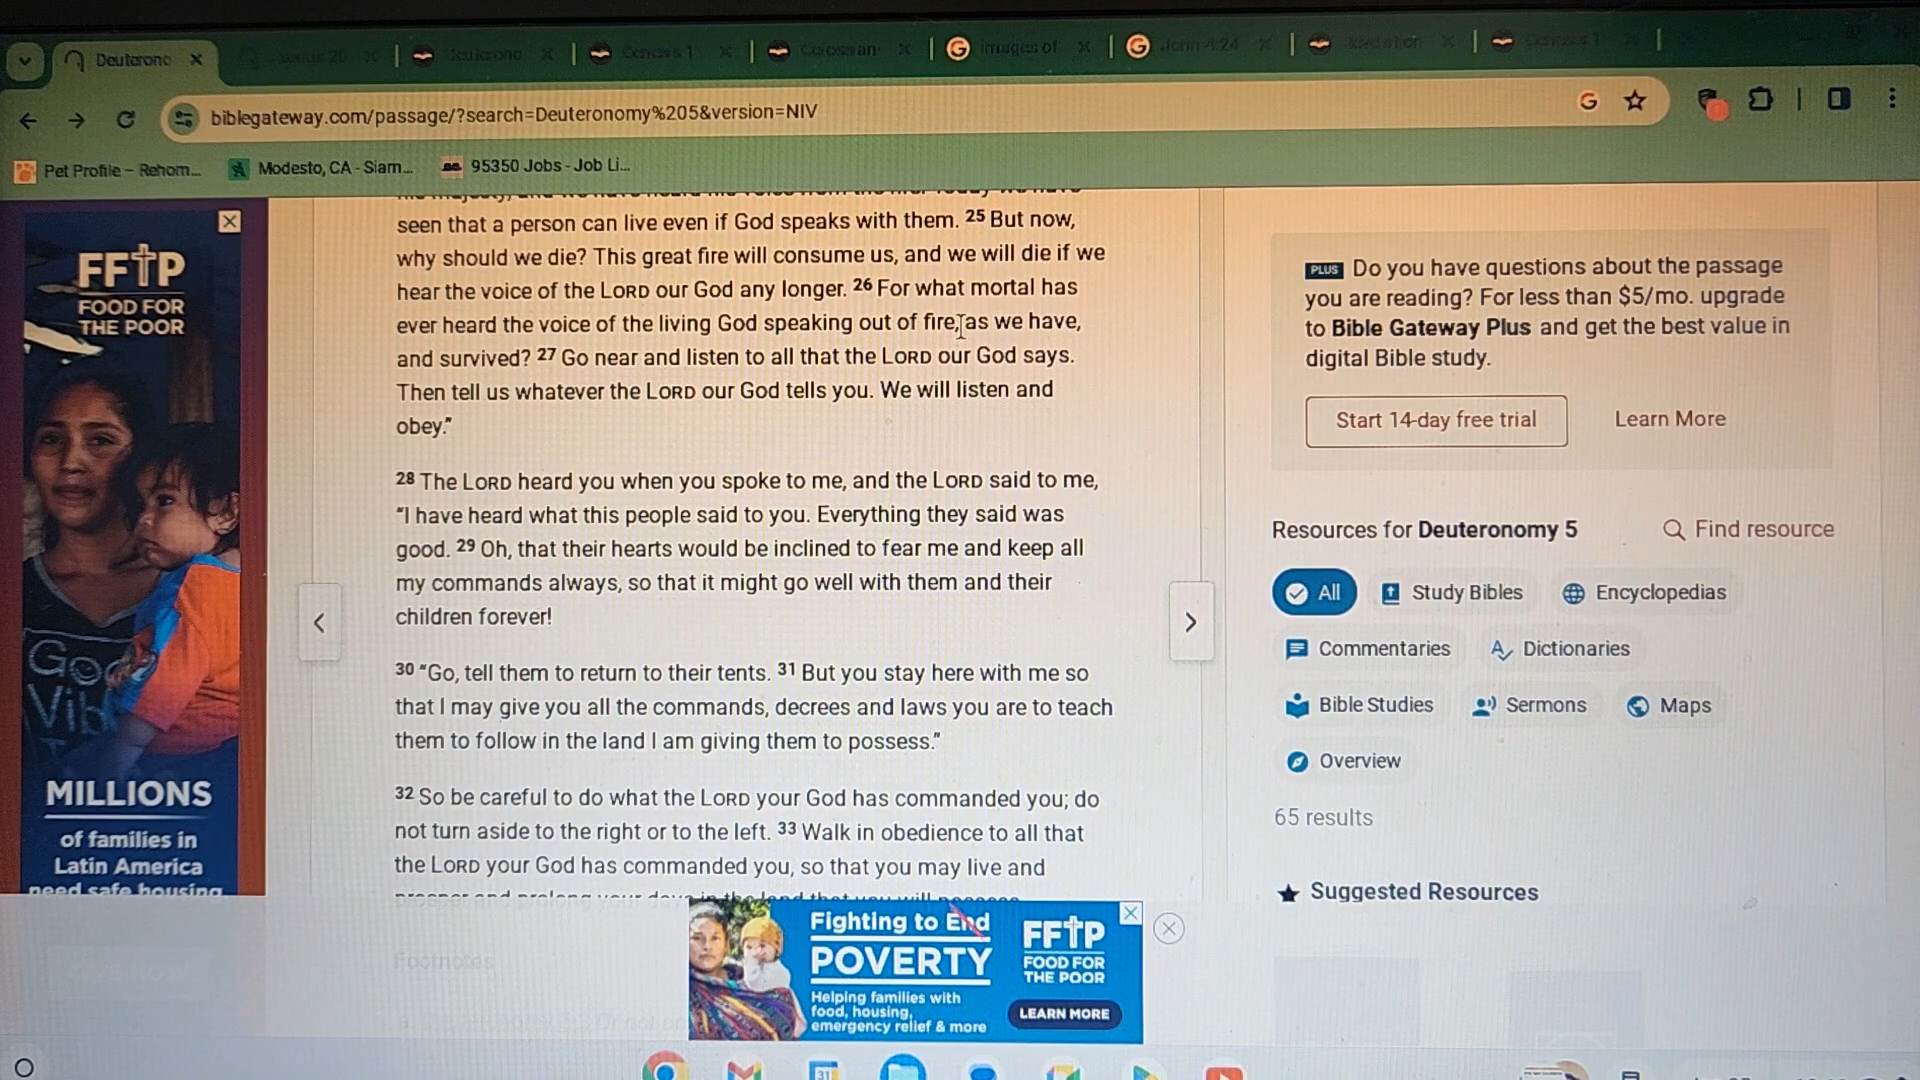 Deuterono
Genesis 1
images of
John 4:24
biblegateway.com/passage/?search=Deuteronomy%205&version=NIV
Pet Profile – Rehom...
Modesto, CA - Siam...
95350 Jobs - Job Li...
seen that a person can live even if God speaks with them. 25 But now,
why should we die? This great fire will consume us, and we will die if we
hear the voice of the LORD our God any longer. 26 For what mortal has
ever heard the voice of the living God speaking out of fire, as we have,
and survived? 27 Go near and listen to all that the LORD our God says.
Then tell us whatever the LORD our God tells you. We will listen and
obey.”
28 The LORD heard you when you spoke to me, and the LORD said to me,
“I have heard what this people said to you. Everything they said was
good. 29 Oh, that their hearts would be inclined to fear me and keep all
my commands always, so that it might go well with them and their
children forever!
30 “Go, tell them to return to their tents. 31 But you stay here with me so
that I may give you all the commands, decrees and laws you are to teach
them to follow in the land I am giving them to possess.”
32 So be careful to do what the LORD your God has commanded you; do
not turn aside to the right or to the left. 33 Walk in obedience to all that
the LORD your God has commanded you, so that you may live and
Footnotes
FFTP
FOOD FOR
THE POOR
MILLIONS
of families in
Latin America
need safe housing
PLUS Do you have questions about the passage
you are reading? For less than $5/mo. upgrade
to Bible Gateway Plus and get the best value in
digital Bible study.
Start 14-day free trial
Learn More
Resources for Deuteronomy 5
Find resource
All
Study Bibles
Encyclopedias
Commentaries
Dictionaries
Bible Studies
Sermons
Maps
Overview
65 results
Suggested Resources
Fighting to End
POVERTY
Helping families with
food, housing,
emergency relief & more
FFTP
FOOD FOR
THE POOR
LEARN MORE
31